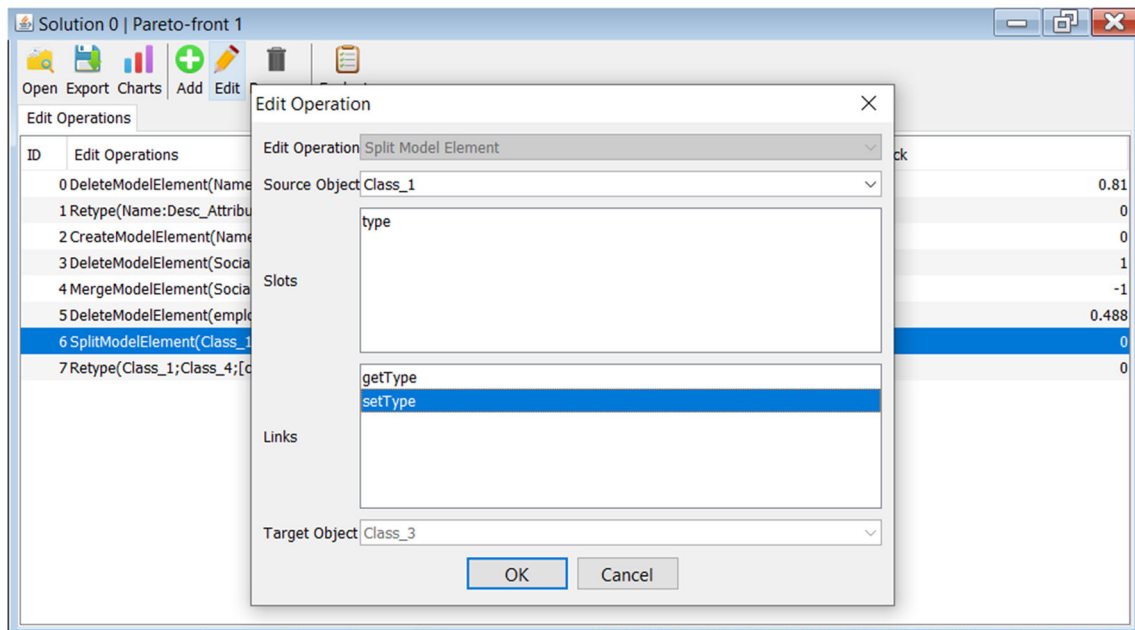 Solution 0 | Pareto-front 1
Open Export Charts Add Edit
Edit Operations
ID Edit Operations
0 DeleteModelElement(Name 0.81
1 Retype(Name:Desc_Attribu 0
2 CreateModelElement(Name 0
3 DeleteModelElement(Socia 1
4 MergeModelElement(Socia -1
5 DeleteModelElement(emplo 0.488
6 SplitModelElement(Class_1 0
7 Retype(Class_1;Class_4;[c 0
Edit Operation
Edit Operation Split Model Element
Source Object Class_1
Slots
type
Links
getType
setType
Target Object Class_3
OK Cancel